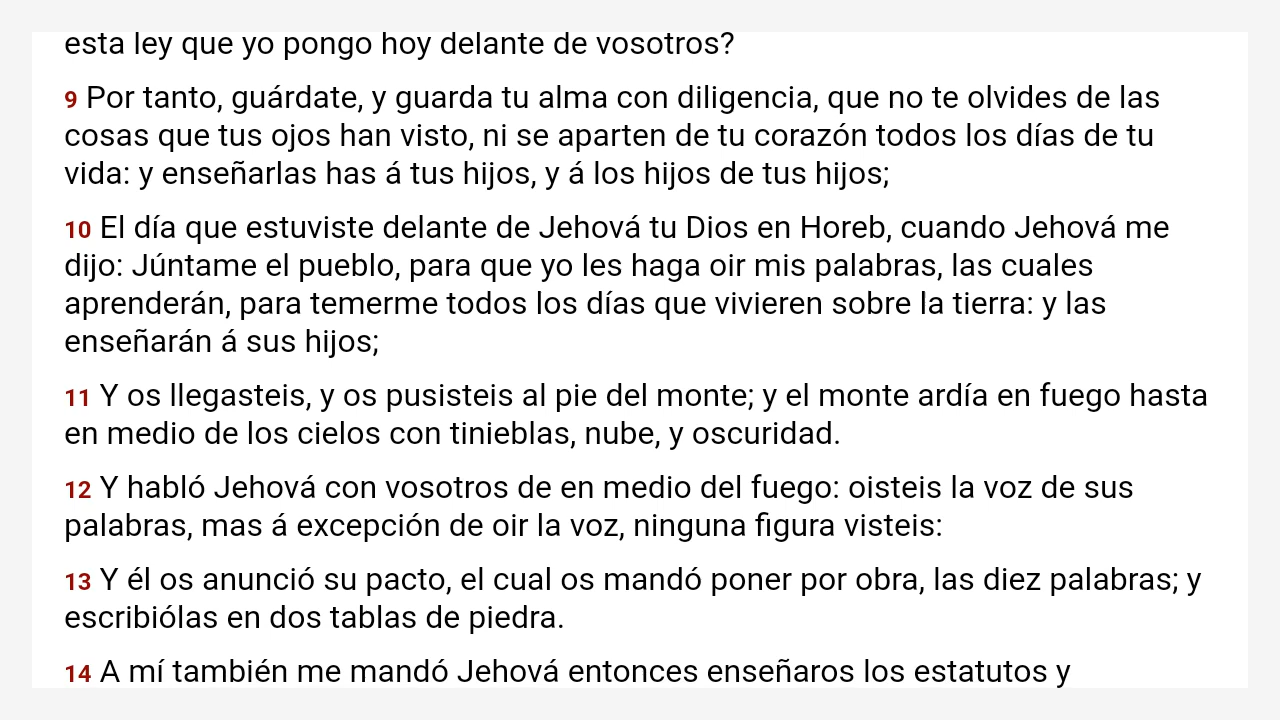 esta ley que yo pongo hoy delante de vosotros?
9 Por tanto, guárdate, y guarda tu alma con diligencia, que no te olvides de las
cosas que tus ojos han visto, ni se aparten de tu corazón todos los días de tu
vida: y enseñarlas has á tus hijos, y á los hijos de tus hijos;
10 El día que estuviste delante de Jehová tu Dios en Horeb, cuando Jehová me
dijo: Júntame el pueblo, para que yo les haga oir mis palabras, las cuales
aprenderán, para temerme todos los días que vivieren sobre la tierra: y las
enseñarán á sus hijos;
11 Y os llegasteis, y os pusisteis al pie del monte; y el monte ardía en fuego hasta
en medio de los cielos con tinieblas, nube, y oscuridad.
12 Y habló Jehová con vosotros de en medio del fuego: oisteis la voz de sus
palabras, mas á excepción de oir la voz, ninguna figura visteis:
13 Y él os anunció su pacto, el cual os mandó poner por obra, las diez palabras; y
escribiólas en dos tablas de piedra.
14 A mí también me mandó Jehová entonces enseñaros los estatutos y